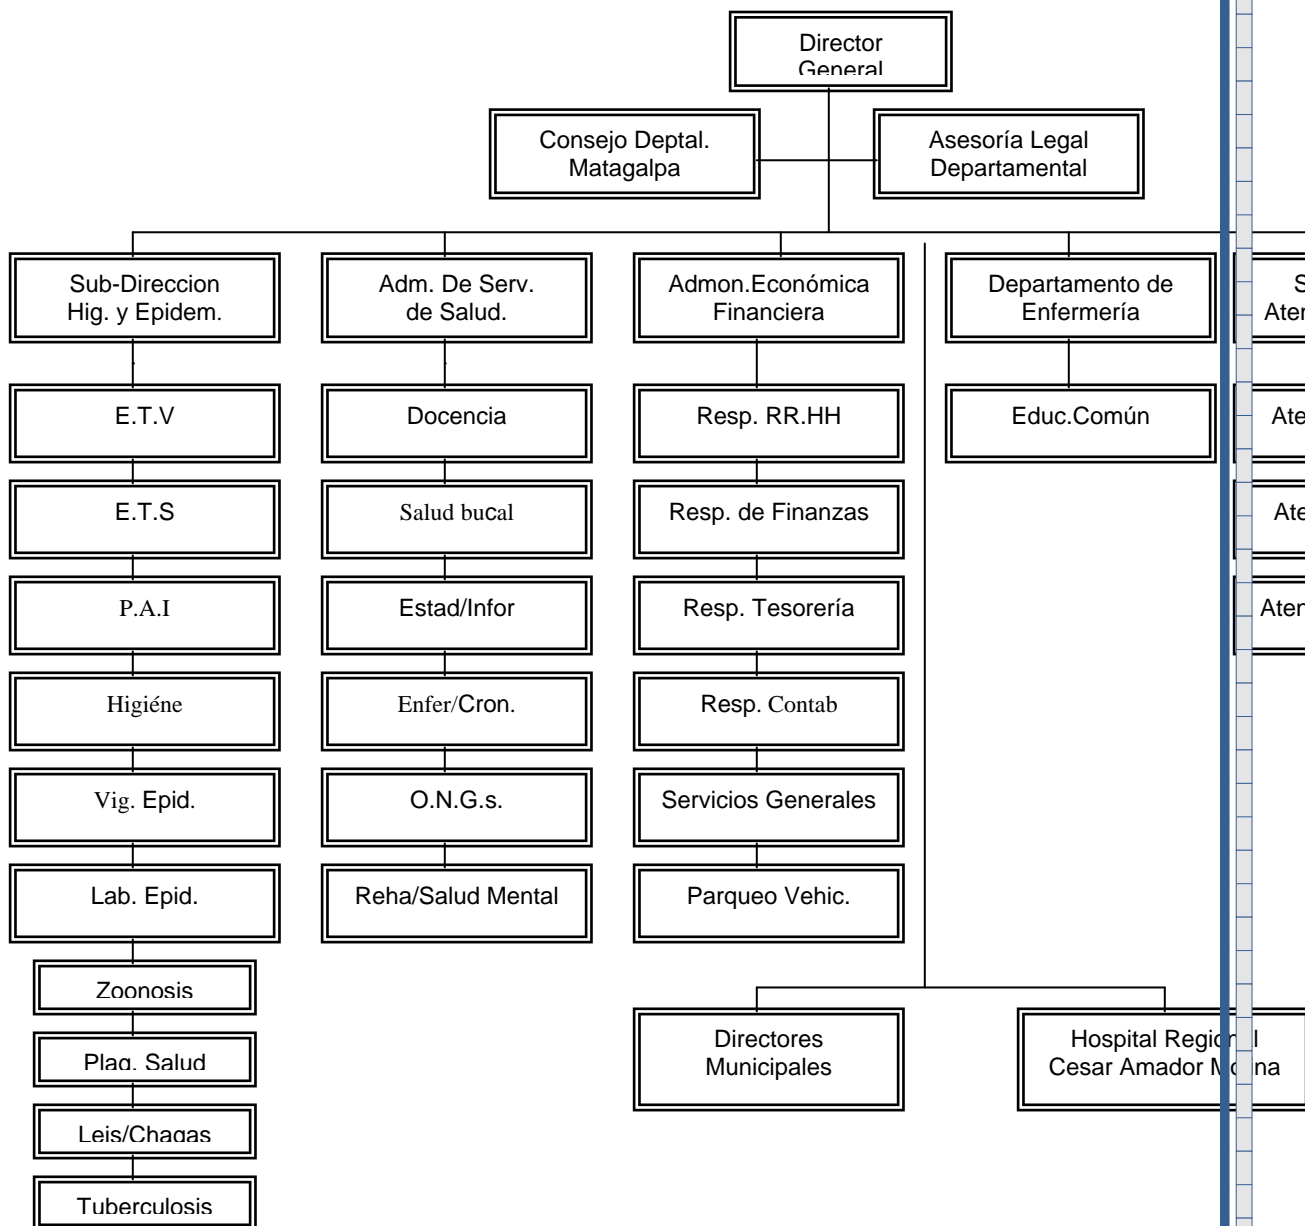 Director
General
Consejo Deptal.
Matagalpa
Asesoría Legal
Departamental
Sub-Direccion
Hig. y Epidem.
Adm. De Serv.
de Salud.
Admon.Económica
Financiera
Departamento de
Enfermería
E.T.V
Docencia
Resp. RR.HH
Educ.Común
E.T.S
Salud bucal
Resp. de Finanzas
P.A.I
Estad/Infor
Resp. Tesorería
Higiéne
Enfer/Cron.
Resp. Contab
Vig. Epid.
O.N.G.s.
Servicios Generales
Lab. Epid.
Reha/Salud Mental
Parqueo Vehic.
Zoonosis
Plag. Salud
Leis/Chagas
Tuberculosis
Directores
Municipales
Hospital Regional
Cesar Amador Molina